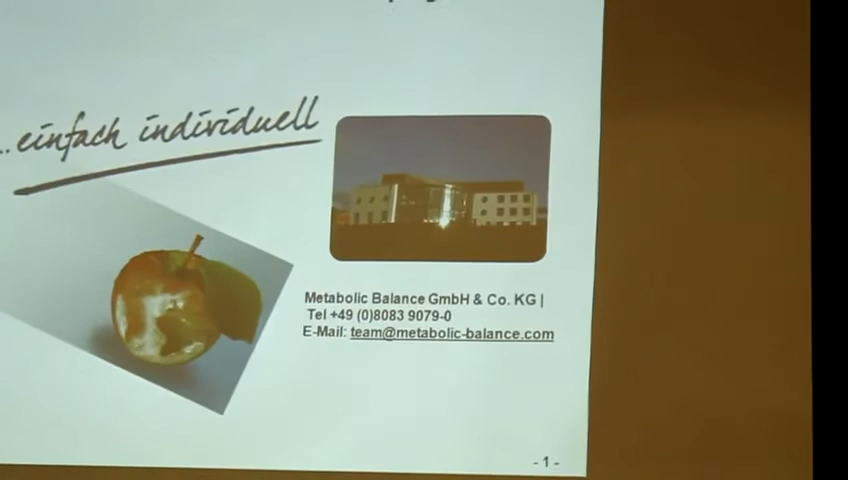 ..einfach individuell
Metabolic Balance GmbH & Co. KG |
Tel +49 (0)8083 9079-0
E-Mail: team@metabolic-balance.com
- 1 -